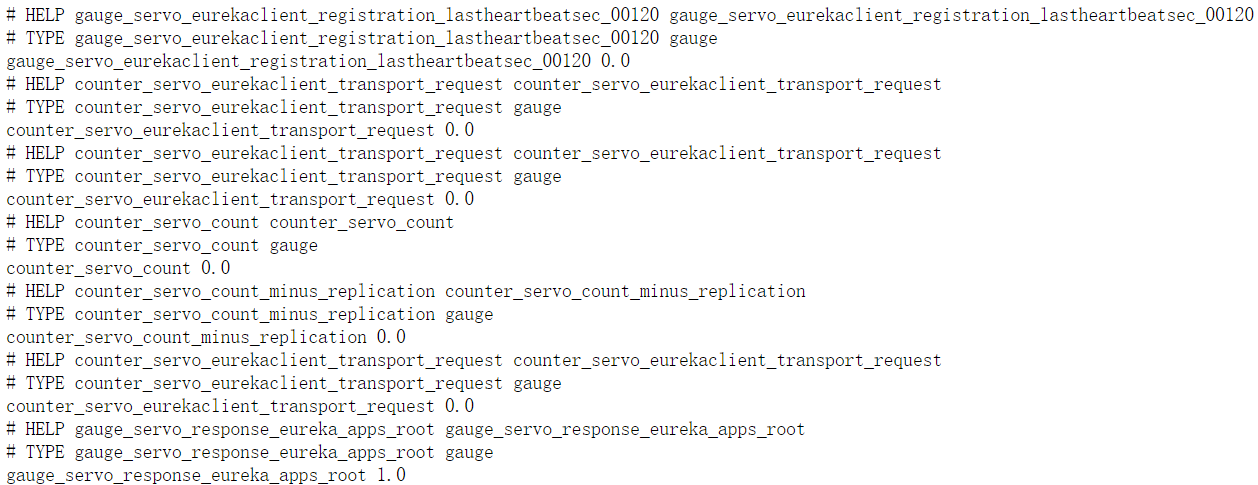 # HELP gauge_servo_eurekaclient_registration_lastheartbeatsec_00120 gauge_servo_eurekaclient_registration_lastheartbeatsec_00120
# TYPE gauge_servo_eurekaclient_registration_lastheartbeatsec_00120 gauge
gauge_servo_eurekaclient_registration_lastheartbeatsec_00120 0.0
# HELP counter_servo_eurekaclient_transport_request counter_servo_eurekaclient_transport_request
# TYPE counter_servo_eurekaclient_transport_request gauge
counter_servo_eurekaclient_transport_request 0.0
# HELP counter_servo_eurekaclient_transport_request counter_servo_eurekaclient_transport_request
# TYPE counter_servo_eurekaclient_transport_request gauge
counter_servo_eurekaclient_transport_request 0.0
# HELP counter_servo_count counter_servo_count
# TYPE counter_servo_count gauge
counter_servo_count 0.0
# HELP counter_servo_count_minus_replication counter_servo_count_minus_replication
# TYPE counter_servo_count_minus_replication gauge
counter_servo_count_minus_replication 0.0
# HELP counter_servo_eurekaclient_transport_request counter_servo_eurekaclient_transport_request
# TYPE counter_servo_eurekaclient_transport_request gauge
counter_servo_eurekaclient_transport_request 0.0
# HELP gauge_servo_response_eureka_apps_root gauge_servo_response_eureka_apps_root
# TYPE gauge_servo_response_eureka_apps_root gauge
gauge_servo_response_eureka_apps_root 1.0